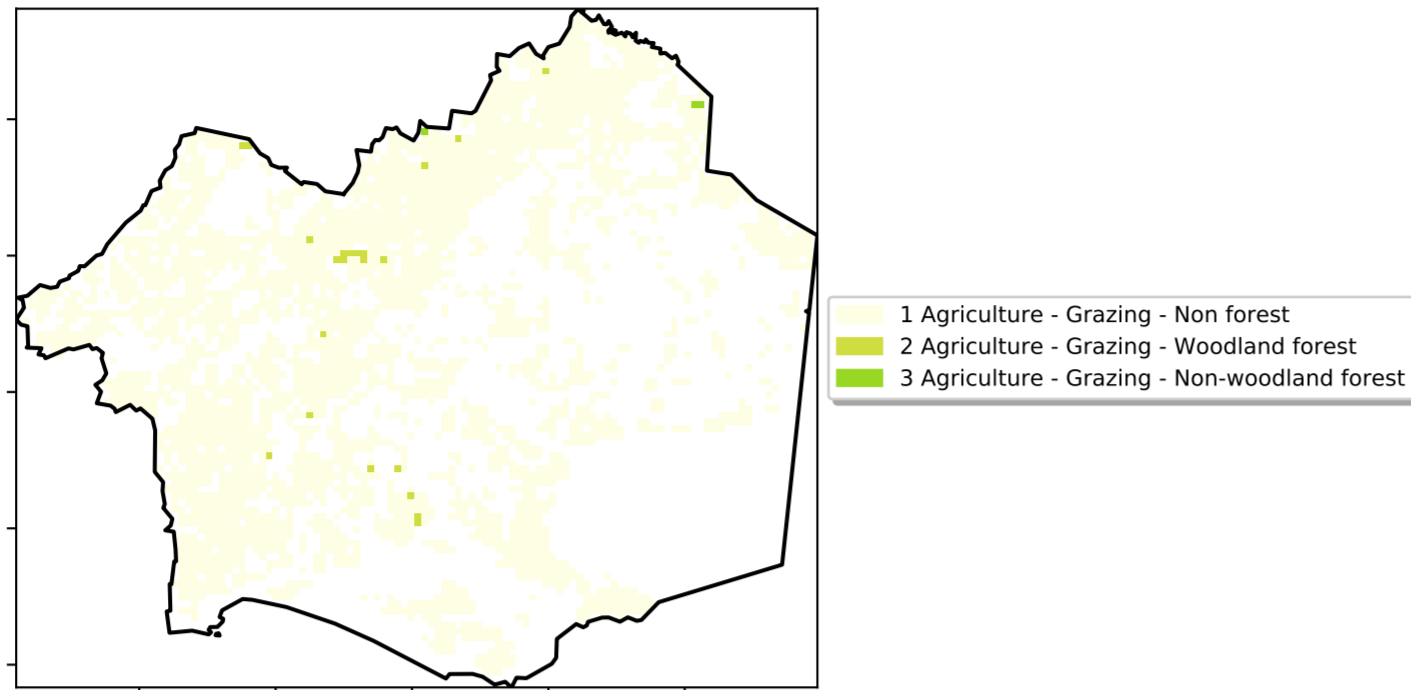 1 Agriculture - Grazing - Non forest
2 Agriculture - Grazing - Woodland forest
3 Agriculture - Grazing - Non-woodland forest